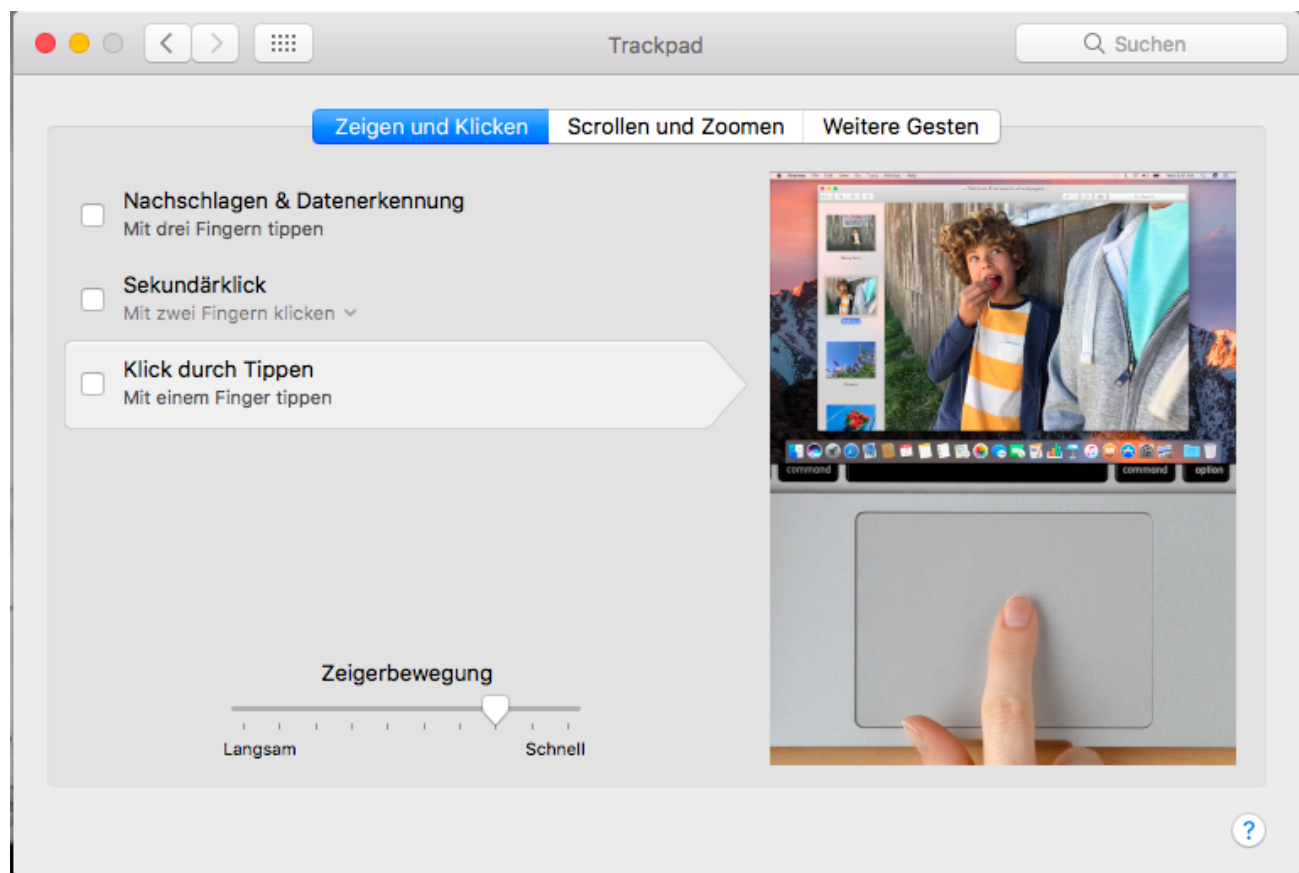 Trackpad
Suchen
Zeigen und Klicken
Scrollen und Zoomen
Weitere Gesten
Nachschlagen & Datenerkennung
Mit drei Fingern tippen
Sekundärklick
Mit zwei Fingern klicken
Klick durch Tippen
Mit einem Finger tippen
Zeigerbewegung
Langsam
Schnell
command
command
option
?